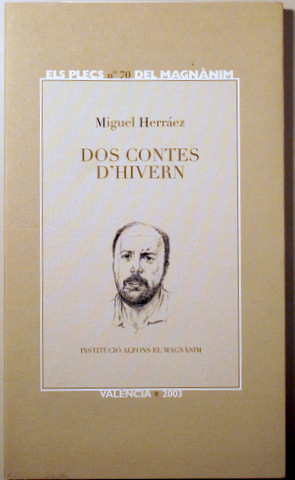 ELS PLECS nº 70 DEL MAGNÀNIM
Miguel Herráez
DOS CONTES
D'HIVERN
INSTITUCIÓ ALFONS EL MAGNÀNIM
VALÈNCIA * 2003